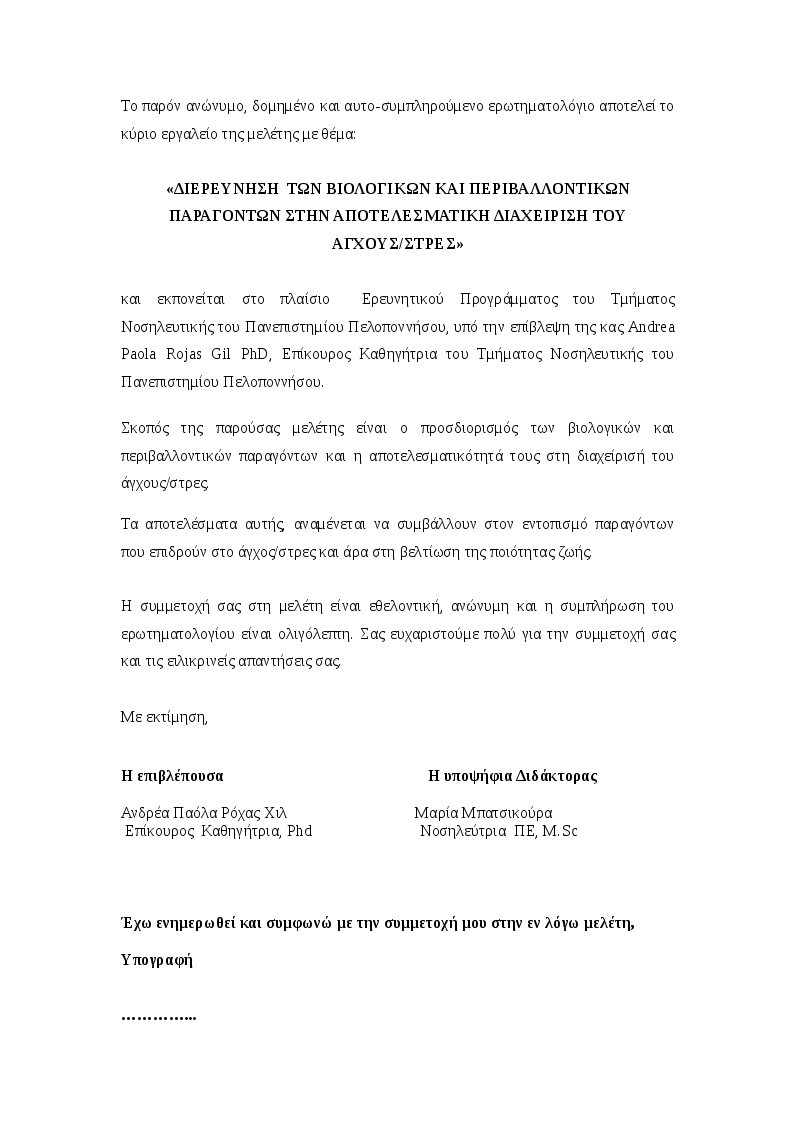 Το παρόν ανώνυμο, δομημένο και αυτο-συμπληρούμενο ερωτηματολόγιο αποτελεί το
κύριο εργαλείο της μελέτης με θέμα:
«ΔΙΕΡΕΥΝΗΣΗ ΤΩΝ ΒΙΟΛΟΓΙΚΩΝ ΚΑΙ ΠΕΡΙΒΑΛΛΟΝΤΙΚΩΝ
ΠΑΡΑΓΟΝΤΩΝ ΣΤΗΝ ΑΠΟΤΕΛΕΣΜΑΤΙΚΗ ΔΙΑΧΕΙΡΙΣΗ ΤΟΥ
ΑΓΧΟΥΣ/ΣΤΡΕΣ»
και εκπονείται στο πλαίσιο Ερευνητικού Προγράμματος του Τμήματος
Νοσηλευτικής του Πανεπιστημίου Πελοποννήσου, υπό την επίβλεψη της κας Andrea
Paola Rojas Gil PhD, Επίκουρος Καθηγήτρια του Τμήματος Νοσηλευτικής του
Πανεπιστημίου Πελοποννήσου.
Σκοπός της παρούσας μελέτης είναι ο προσδιορισμός των βιολογικών και
περιβαλλοντικών παραγόντων και η αποτελεσματικότητά τους στη διαχείρισή του
άγχους/στρες.
Τα αποτελέσματα αυτής, αναμένεται να συμβάλλουν στον εντοπισμό παραγόντων
που επιδρούν στο άγχος/στρες και άρα στη βελτίωση της ποιότητας ζωής.
Η συμμετοχή σας στη μελέτη είναι εθελοντική, ανώνυμη και η συμπλήρωση του
ερωτηματολογίου είναι ολιγόλεπτη. Σας ευχαριστούμε πολύ για την συμμετοχή σας
και τις ειλικρινείς απαντήσεις σας.
Με εκτίμηση,
Η επιβλέπουσα Η υποψήφια Διδάκτορας
Ανδρέα Παόλα Ρόχας Χιλ Μαρία Μπατσικούρα
Επίκουρος Καθηγήτρια, Phd Νοσηλεύτρια ΠΕ, M.Sc
Έχω ενημερωθεί και συμφωνώ με την συμμετοχή μου στην εν λόγω μελέτη,
Υπογραφή
…………...